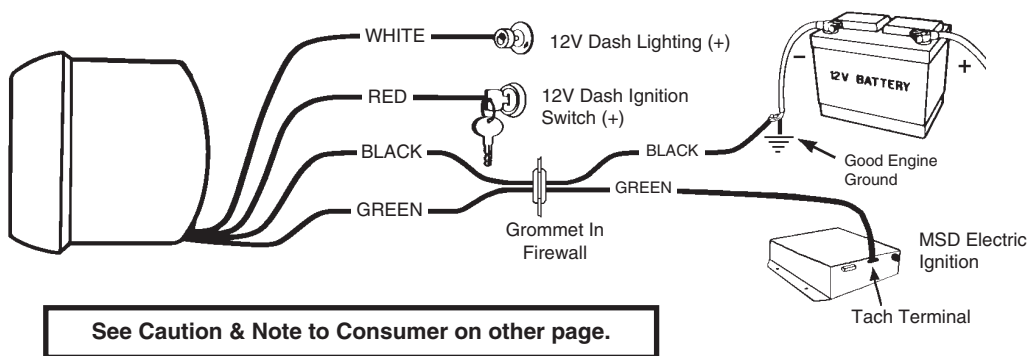 WHITE
12V Dash Lighting (+)
RED
12V Dash Ignition
Switch (+)
BLACK
GREEN
Grommet In
Firewall
BLACK
GREEN
–
+
12V BATTERY
Good Engine
Ground
MSD Electric
Ignition
Tach Terminal
See Caution & Note to Consumer on other page.